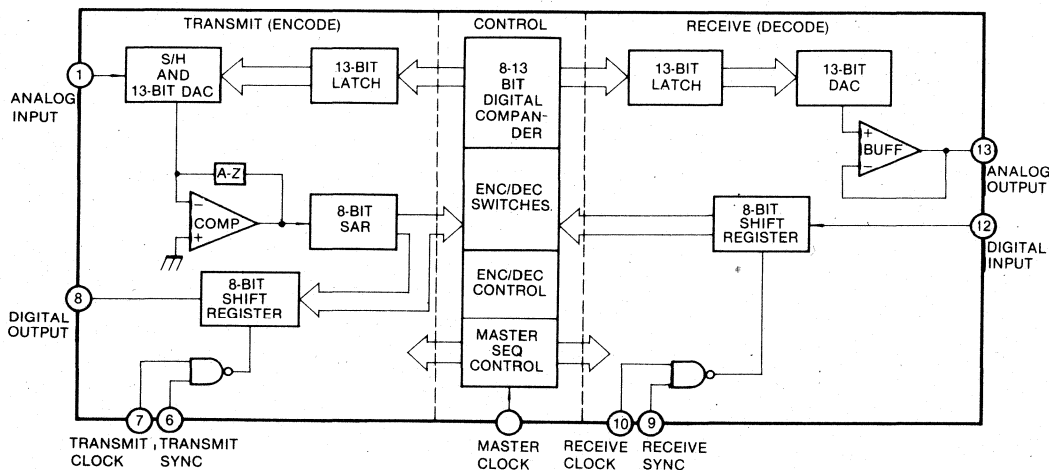 TRANSMIT (ENCODE)
CONTROL
RECEIVE (DECODE)
1
ANALOG
INPUT
S/H
AND
13-BIT DAC
13-BIT
LATCH
8-13
BIT
DIGITAL
COMPAN-
DER
13-BIT
LATCH
13-BIT
DAC
+
BUFF
−
13
ANALOG
OUTPUT
A-Z
−
COMP
+
8-BIT
SAR
ENC/DEC
SWITCHES.
8-BIT
SHIFT
REGISTER
12
DIGITAL
INPUT
8
DIGITAL
OUTPUT
8-BIT
SHIFT
REGISTER
ENC/DEC
CONTROL
MASTER
SEQ
CONTROL
7
6
10
9
TRANSMIT
CLOCK
TRANSMIT
SYNC
MASTER
CLOCK
RECEIVE
CLOCK
RECEIVE
SYNC